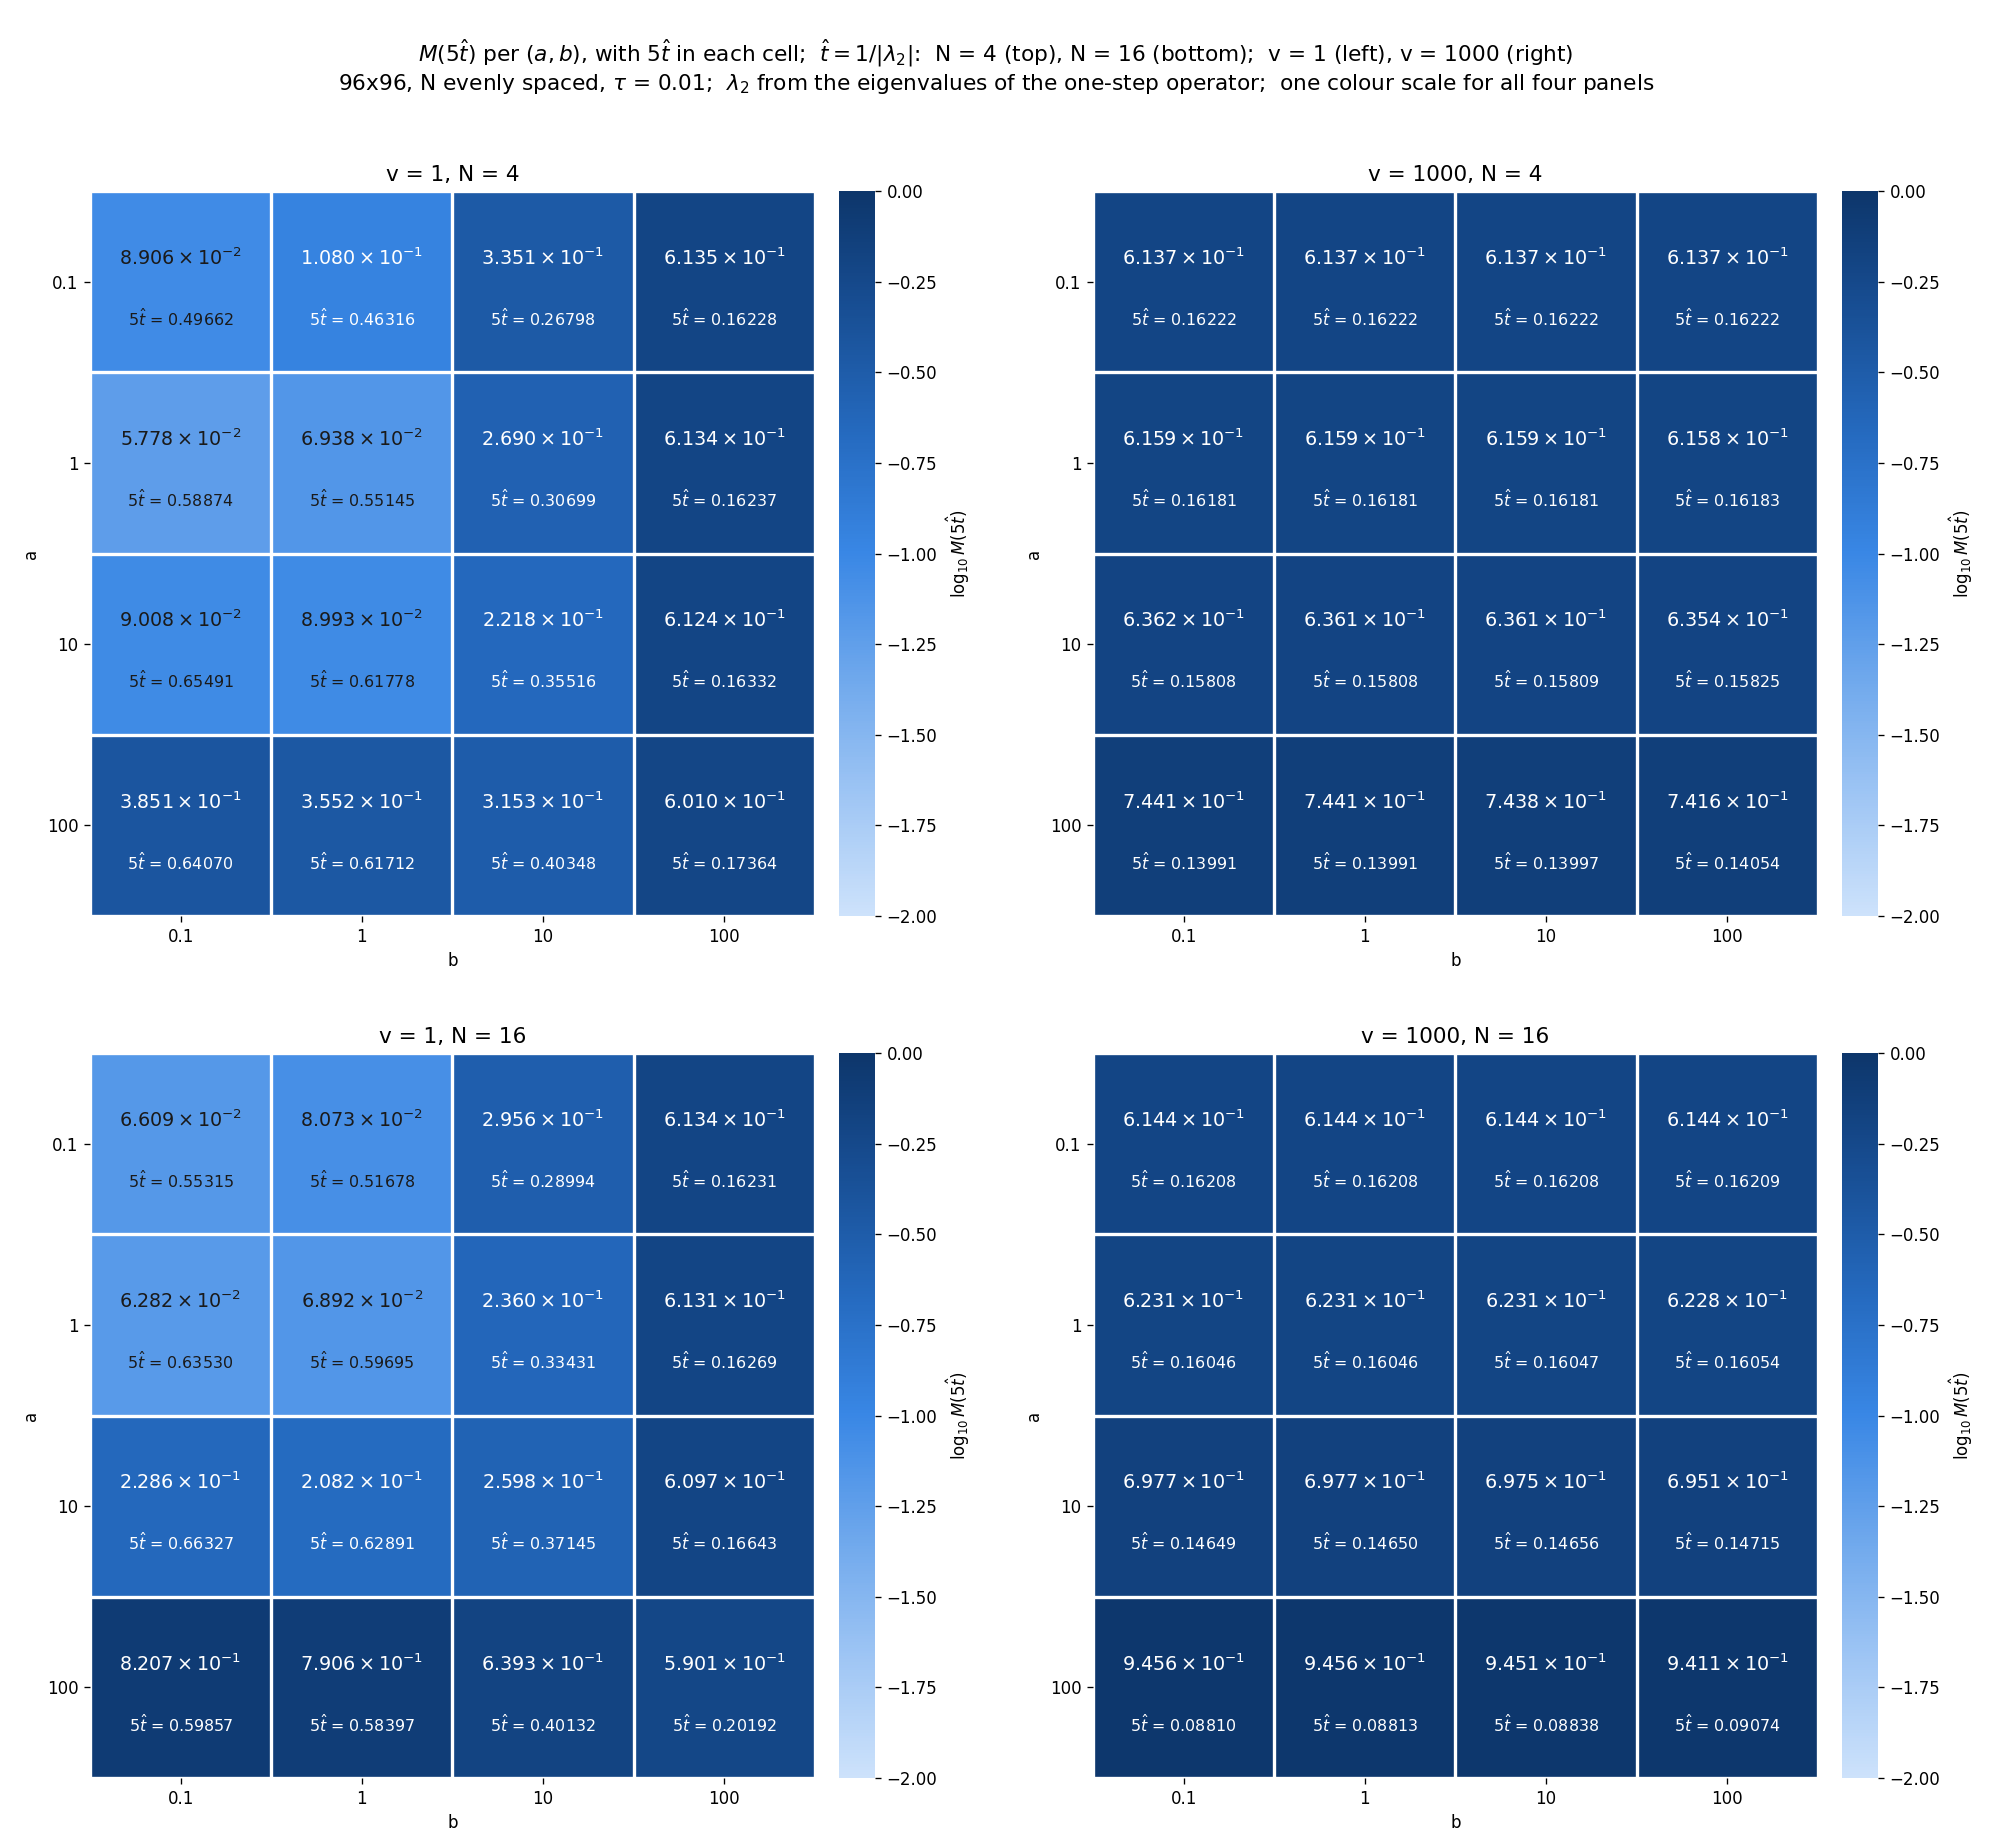 M(5t̂) per (a, b), with 5t̂ in each cell;  t̂ = 1/|λ₂|:  N = 4 (top), N = 16 (bottom);  v = 1 (left), v = 1000 (right)
96x96, N evenly spaced, τ = 0.01;  λ₂ from the eigenvalues of the one-step operator;  one colour scale for all four panels
v = 1, N = 4
8.906 × 10⁻² 1.080 × 10⁻¹ 3.351 × 10⁻¹ 6.135 × 10⁻¹
0.1
5t̂ = 0.49662 5t̂ = 0.46316 5t̂ = 0.26798 5t̂ = 0.16228
5.778 × 10⁻² 6.938 × 10⁻² 2.690 × 10⁻¹ 6.134 × 10⁻¹
1
5t̂ = 0.58874 5t̂ = 0.55145 5t̂ = 0.30699 5t̂ = 0.16237
a
9.008 × 10⁻² 8.993 × 10⁻² 2.218 × 10⁻¹ 6.124 × 10⁻¹
10
5t̂ = 0.65491 5t̂ = 0.61778 5t̂ = 0.35516 5t̂ = 0.16332
3.851 × 10⁻¹ 3.552 × 10⁻¹ 3.153 × 10⁻¹ 6.010 × 10⁻¹
100
5t̂ = 0.64070 5t̂ = 0.61712 5t̂ = 0.40348 5t̂ = 0.17364
0.1 1 10 100
b
0.00
−0.25
−0.50
−0.75
−1.00
−1.25
−1.50
−1.75
−2.00
log₁₀ M(5t̂)
v = 1000, N = 4
6.137 × 10⁻¹ 6.137 × 10⁻¹ 6.137 × 10⁻¹ 6.137 × 10⁻¹
0.1
5t̂ = 0.16222 5t̂ = 0.16222 5t̂ = 0.16222 5t̂ = 0.16222
6.159 × 10⁻¹ 6.159 × 10⁻¹ 6.159 × 10⁻¹ 6.158 × 10⁻¹
1
5t̂ = 0.16181 5t̂ = 0.16181 5t̂ = 0.16181 5t̂ = 0.16183
a
6.362 × 10⁻¹ 6.361 × 10⁻¹ 6.361 × 10⁻¹ 6.354 × 10⁻¹
10
5t̂ = 0.15808 5t̂ = 0.15808 5t̂ = 0.15809 5t̂ = 0.15825
7.441 × 10⁻¹ 7.441 × 10⁻¹ 7.438 × 10⁻¹ 7.416 × 10⁻¹
100
5t̂ = 0.13991 5t̂ = 0.13991 5t̂ = 0.13997 5t̂ = 0.14054
0.1 1 10 100
b
0.00
−0.25
−0.50
−0.75
−1.00
−1.25
−1.50
−1.75
−2.00
log₁₀ M(5t̂)
v = 1, N = 16
6.609 × 10⁻² 8.073 × 10⁻² 2.956 × 10⁻¹ 6.134 × 10⁻¹
0.1
5t̂ = 0.55315 5t̂ = 0.51678 5t̂ = 0.28994 5t̂ = 0.16231
6.282 × 10⁻² 6.892 × 10⁻² 2.360 × 10⁻¹ 6.131 × 10⁻¹
1
5t̂ = 0.63530 5t̂ = 0.59695 5t̂ = 0.33431 5t̂ = 0.16269
a
2.286 × 10⁻¹ 2.082 × 10⁻¹ 2.598 × 10⁻¹ 6.097 × 10⁻¹
10
5t̂ = 0.66327 5t̂ = 0.62891 5t̂ = 0.37145 5t̂ = 0.16643
8.207 × 10⁻¹ 7.906 × 10⁻¹ 6.393 × 10⁻¹ 5.901 × 10⁻¹
100
5t̂ = 0.59857 5t̂ = 0.58397 5t̂ = 0.40132 5t̂ = 0.20192
0.1 1 10 100
b
0.00
−0.25
−0.50
−0.75
−1.00
−1.25
−1.50
−1.75
−2.00
log₁₀ M(5t̂)
v = 1000, N = 16
6.144 × 10⁻¹ 6.144 × 10⁻¹ 6.144 × 10⁻¹ 6.144 × 10⁻¹
0.1
5t̂ = 0.16208 5t̂ = 0.16208 5t̂ = 0.16208 5t̂ = 0.16209
6.231 × 10⁻¹ 6.231 × 10⁻¹ 6.231 × 10⁻¹ 6.228 × 10⁻¹
1
5t̂ = 0.16046 5t̂ = 0.16046 5t̂ = 0.16047 5t̂ = 0.16054
a
6.977 × 10⁻¹ 6.977 × 10⁻¹ 6.975 × 10⁻¹ 6.951 × 10⁻¹
10
5t̂ = 0.14649 5t̂ = 0.14650 5t̂ = 0.14656 5t̂ = 0.14715
9.456 × 10⁻¹ 9.456 × 10⁻¹ 9.451 × 10⁻¹ 9.411 × 10⁻¹
100
5t̂ = 0.08810 5t̂ = 0.08813 5t̂ = 0.08838 5t̂ = 0.09074
0.1 1 10 100
b
0.00
−0.25
−0.50
−0.75
−1.00
−1.25
−1.50
−1.75
−2.00
log₁₀ M(5t̂)